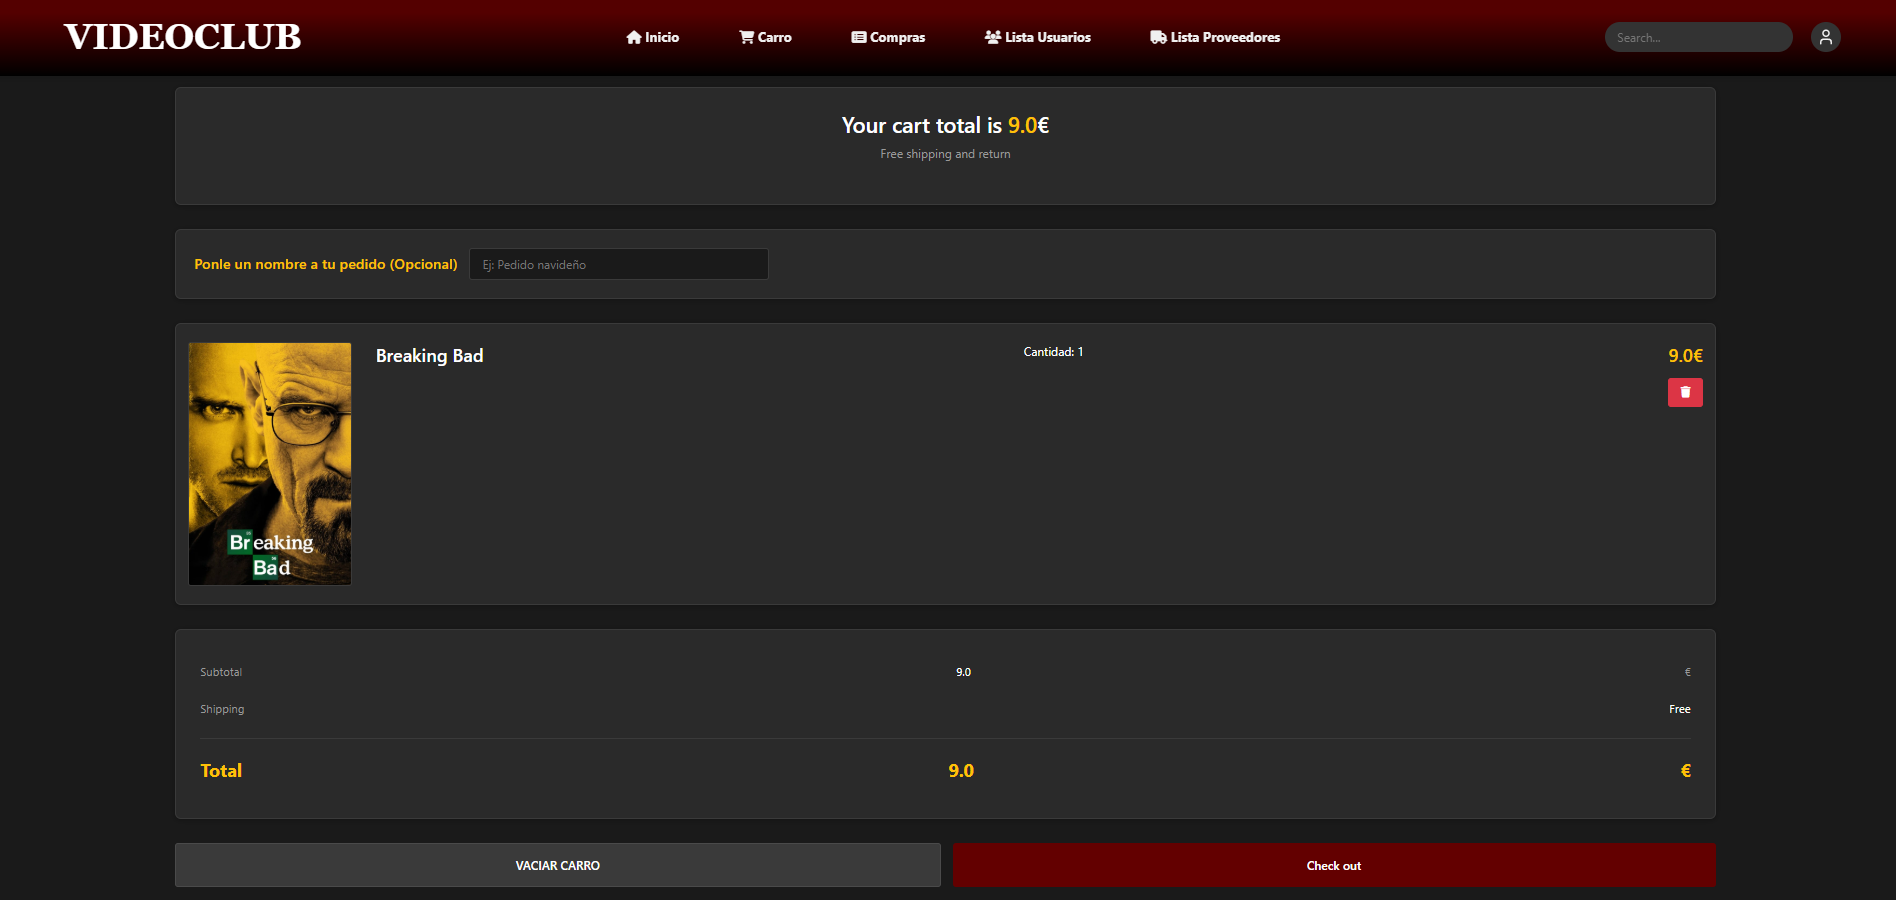 VIDEOCLUB
Inicio
Carro
Compras
Lista Usuarios
Lista Proveedores
Search...
Your cart total is 9.0€
Free shipping and return
Ponle un nombre a tu pedido (Opcional)
Ej: Pedido navideño
Breaking Bad
Cantidad: 1
9.0€
Breaking
Bad
Subtotal 9.0 €
Shipping Free
Total 9.0 €
VACIAR CARRO
Check out